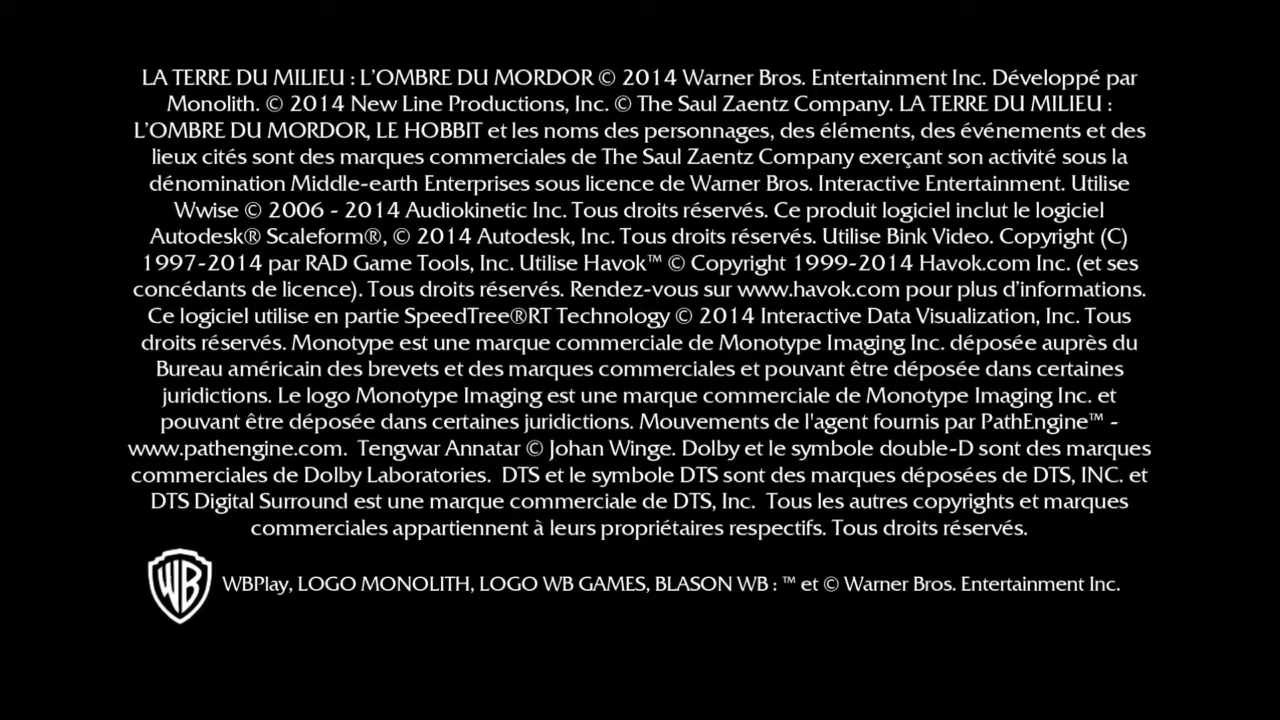 LA TERRE DU MILIEU : L’OMBRE DU MORDOR © 2014 Warner Bros. Entertainment Inc. Développé par
Monolith. © 2014 New Line Productions, Inc. © The Saul Zaentz Company. LA TERRE DU MILIEU :
L’OMBRE DU MORDOR, LE HOBBIT et les noms des personnages, des éléments, des événements et des
lieux cités sont des marques commerciales de The Saul Zaentz Company exerçant son activité sous la
dénomination Middle-earth Enterprises sous licence de Warner Bros. Interactive Entertainment. Utilise
Wwise © 2006 - 2014 Audiokinetic Inc. Tous droits réservés. Ce produit logiciel inclut le logiciel
Autodesk® Scaleform®, © 2014 Autodesk, Inc. Tous droits réservés. Utilise Bink Video. Copyright (C)
1997-2014 par RAD Game Tools, Inc. Utilise Havok™ © Copyright 1999-2014 Havok.com Inc. (et ses
concédants de licence). Tous droits réservés. Rendez-vous sur www.havok.com pour plus d’informations.
Ce logiciel utilise en partie SpeedTree®RT Technology © 2014 Interactive Data Visualization, Inc. Tous
droits réservés. Monotype est une marque commerciale de Monotype Imaging Inc. déposée auprès du
Bureau américain des brevets et des marques commerciales et pouvant être déposée dans certaines
juridictions. Le logo Monotype Imaging est une marque commerciale de Monotype Imaging Inc. et
pouvant être déposée dans certaines juridictions. Mouvements de l'agent fournis par PathEngine™ -
www.pathengine.com.  Tengwar Annatar © Johan Winge. Dolby et le symbole double-D sont des marques
commerciales de Dolby Laboratories.  DTS et le symbole DTS sont des marques déposées de DTS, INC. et
DTS Digital Surround est une marque commerciale de DTS, Inc.  Tous les autres copyrights et marques
commerciales appartiennent à leurs propriétaires respectifs. Tous droits réservés.
WB WBPlay, LOGO MONOLITH, LOGO WB GAMES, BLASON WB : ™ et © Warner Bros. Entertainment Inc.